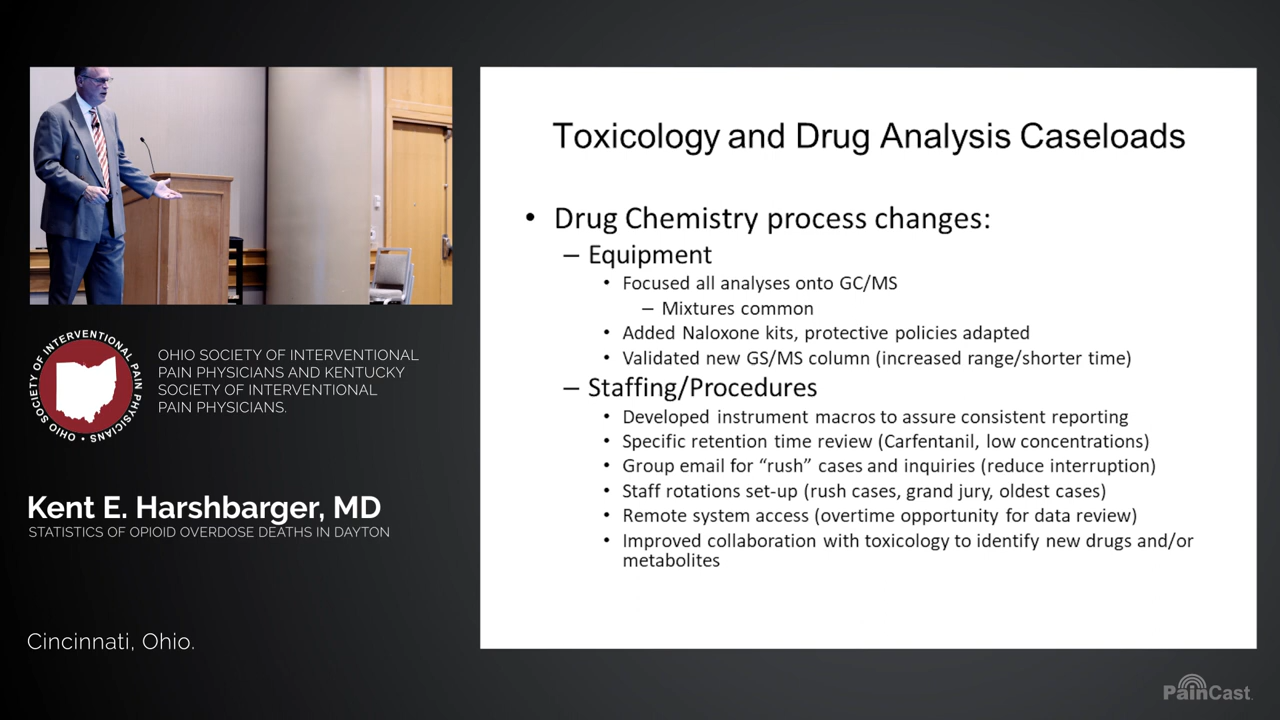 OHIO SOCIETY OF INTERVENTIONAL PAIN PHYSICIANS
OHIO SOCIETY OF INTERVENTIONAL
PAIN PHYSICIANS AND KENTUCKY
SOCIETY OF INTERVENTIONAL
PAIN PHYSICIANS.
Kent E. Harshbarger, MD
STATISTICS OF OPIOID OVERDOSE DEATHS IN DAYTON
Cincinnati, Ohio.
Toxicology and Drug Analysis Caseloads
• Drug Chemistry process changes:
– Equipment
• Focused all analyses onto GC/MS
– Mixtures common
• Added Naloxone kits, protective policies adapted
• Validated new GS/MS column (increased range/shorter time)
– Staffing/Procedures
• Developed instrument macros to assure consistent reporting
• Specific retention time review (Carfentanil, low concentrations)
• Group email for “rush” cases and inquiries (reduce interruption)
• Staff rotations set-up (rush cases, grand jury, oldest cases)
• Remote system access (overtime opportunity for data review)
• Improved collaboration with toxicology to identify new drugs and/or
metabolites
PainCast